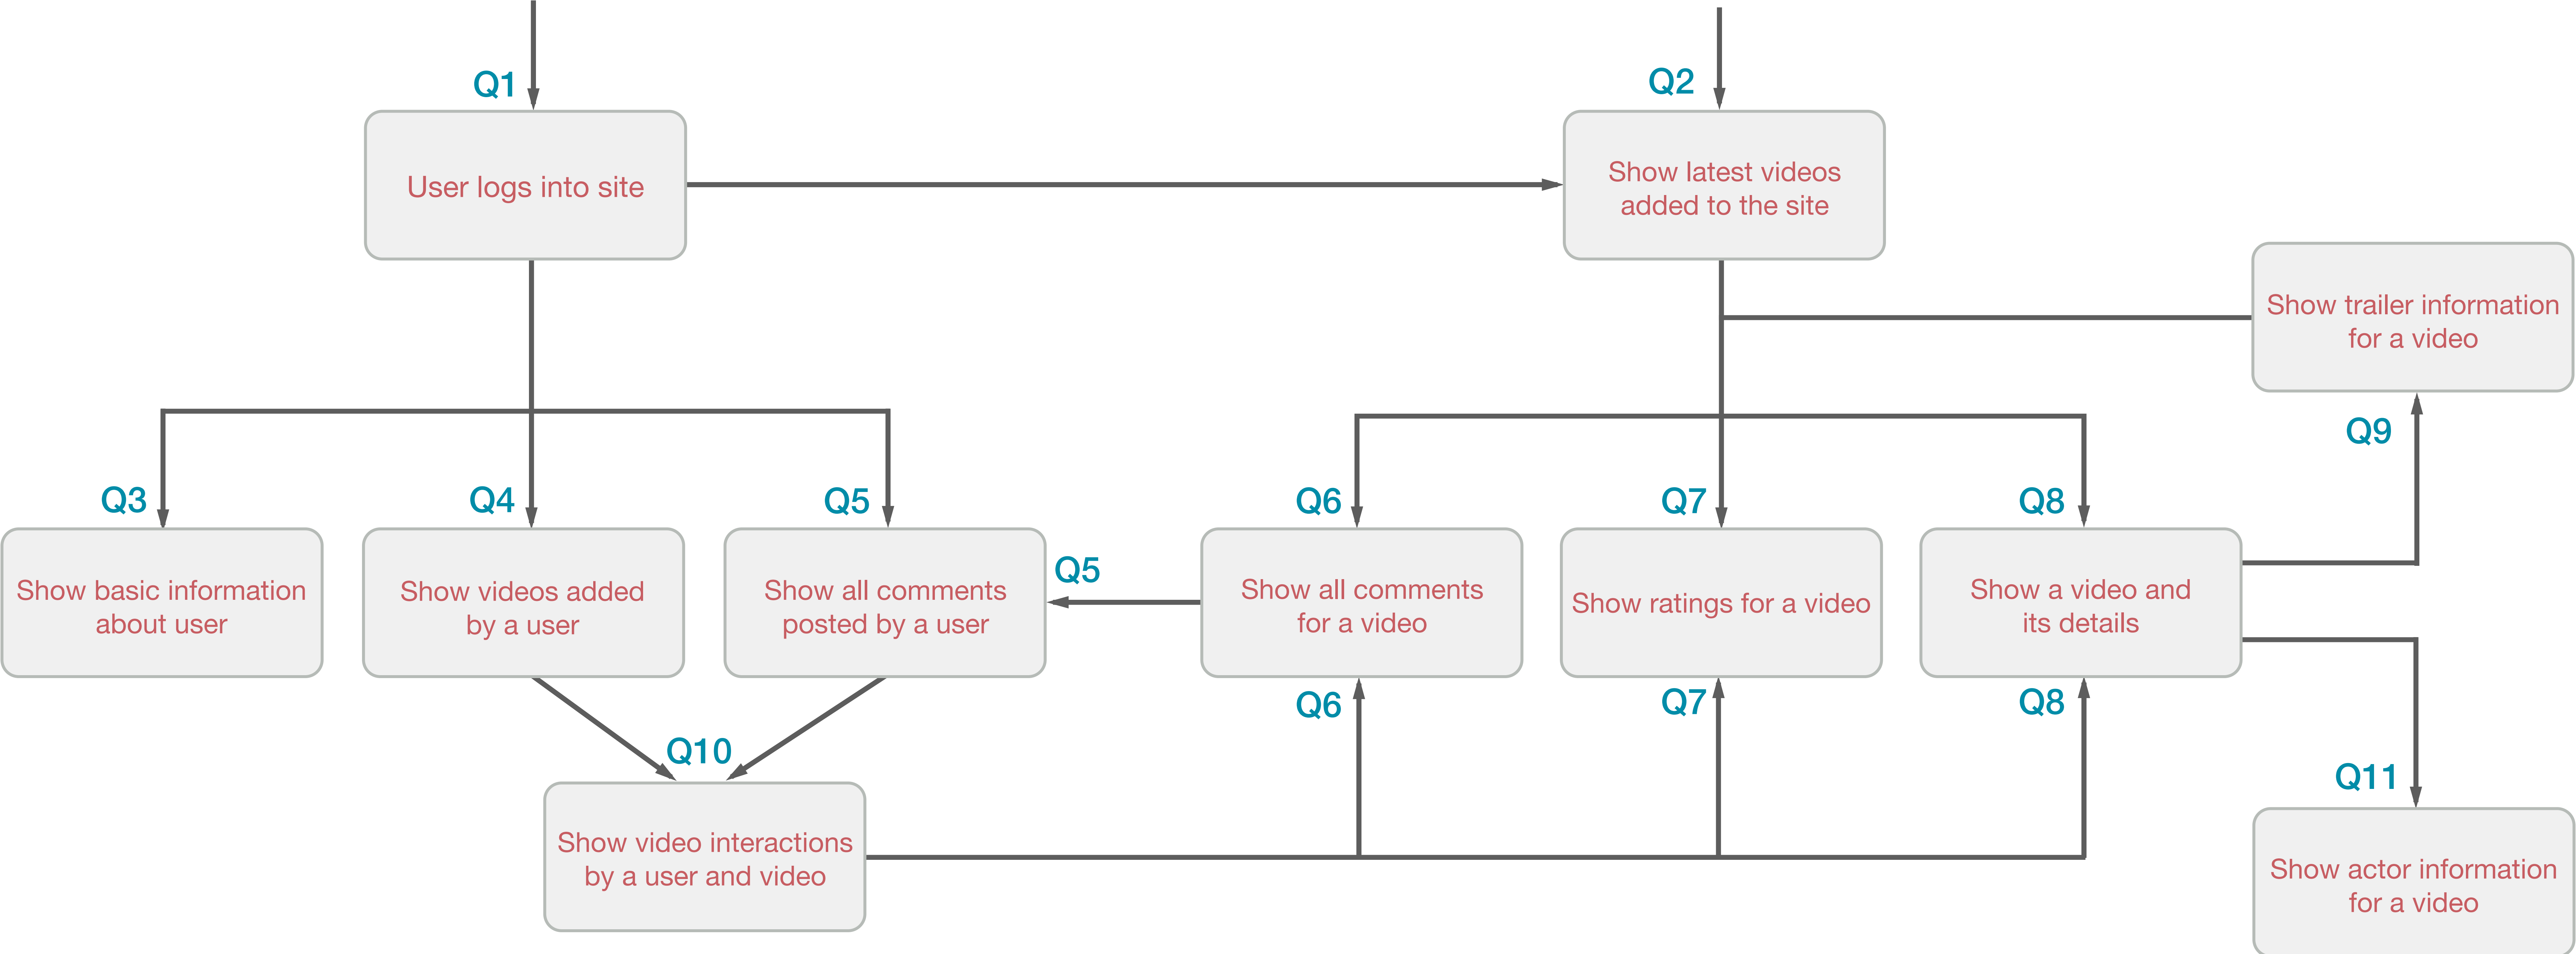 Q1
Q2
User logs into site
Show latest videos
added to the site
Show trailer information
for a video
Q9
Q3
Q4
Q5
Q6
Q7
Q8
Show basic information
about user
Show videos added
by a user
Show all comments
posted by a user
Q5
Show all comments
for a video
Show ratings for a video
Show a video and
its details
Q6
Q7
Q8
Q10
Q11
Show video interactions
by a user and video
Show actor information
for a video